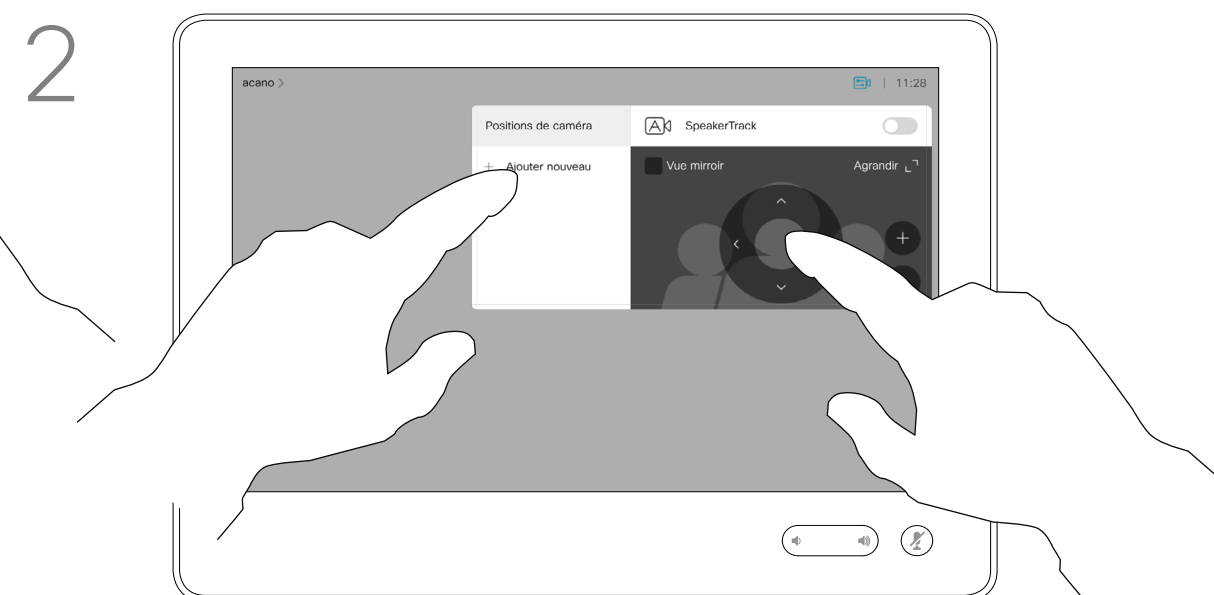 2
acano >
11:28
Positions de caméra
SpeakerTrack
+ Ajouter nouveau
Vue mirroir
Agrandir